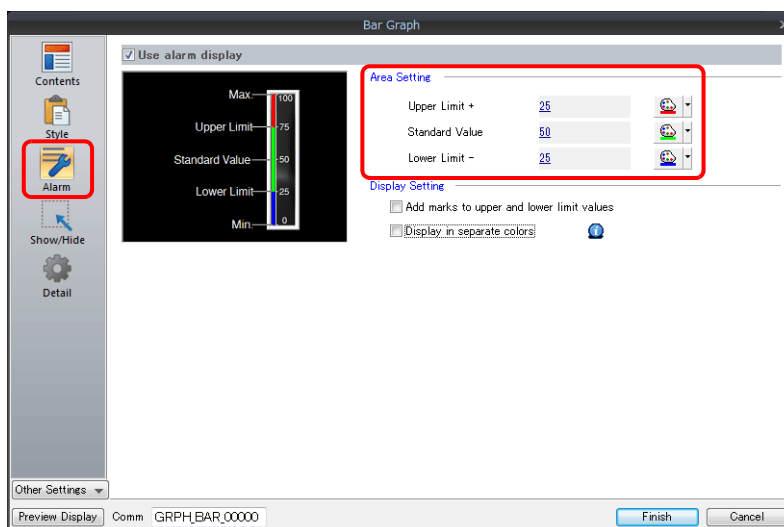 Bar Graph
Contents
Style
Alarm
Show/Hide
Detail
Use alarm display
Max. 100
Upper Limit 75
Standard Value 50
Lower Limit 25
Min. 0
Area Setting
Upper Limit + 25
Standard Value 50
Lower Limit - 25
Display Setting
Add marks to upper and lower limit values
Display in separate colors
Other Settings
Preview Display Comm GRPH_BAR_00000 Finish Cancel